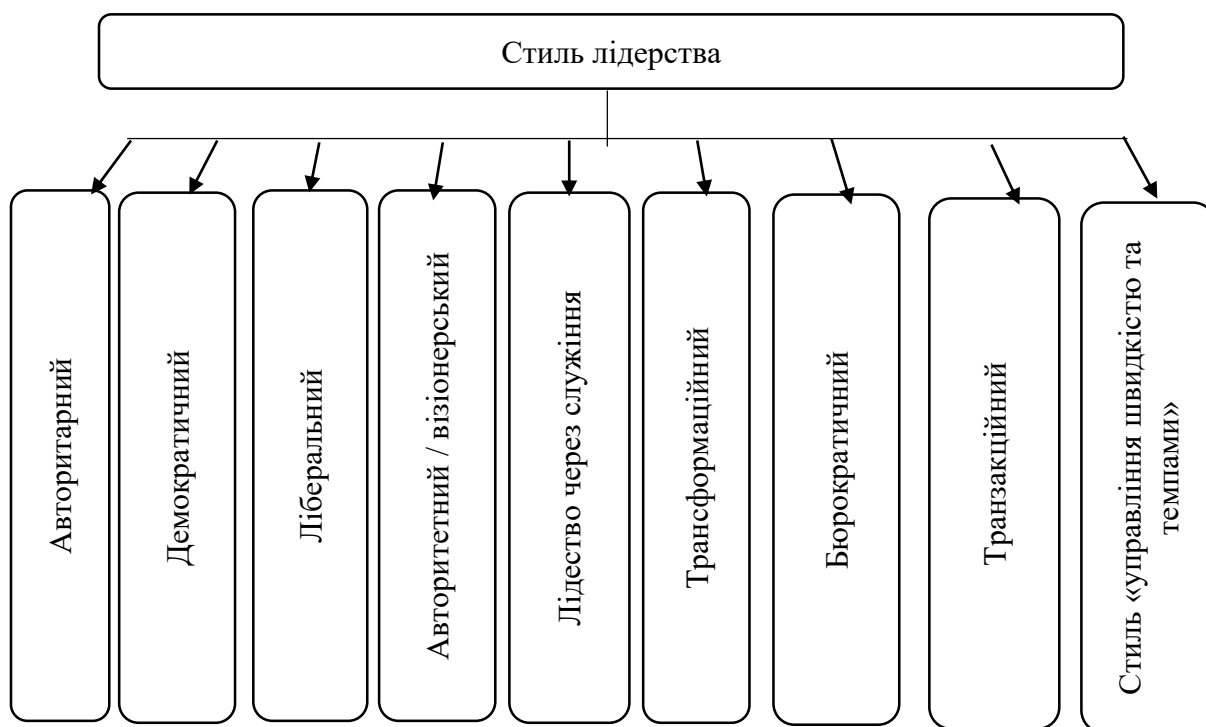 Стиль лідерства
Авторитарний
Демократичний
Ліберальний
Авторитетний / візіонерський
Лідество через служіння
Трансформаційний
Бюрократичний
Транзакційний
Стиль «управління швидкістю та
темпами»